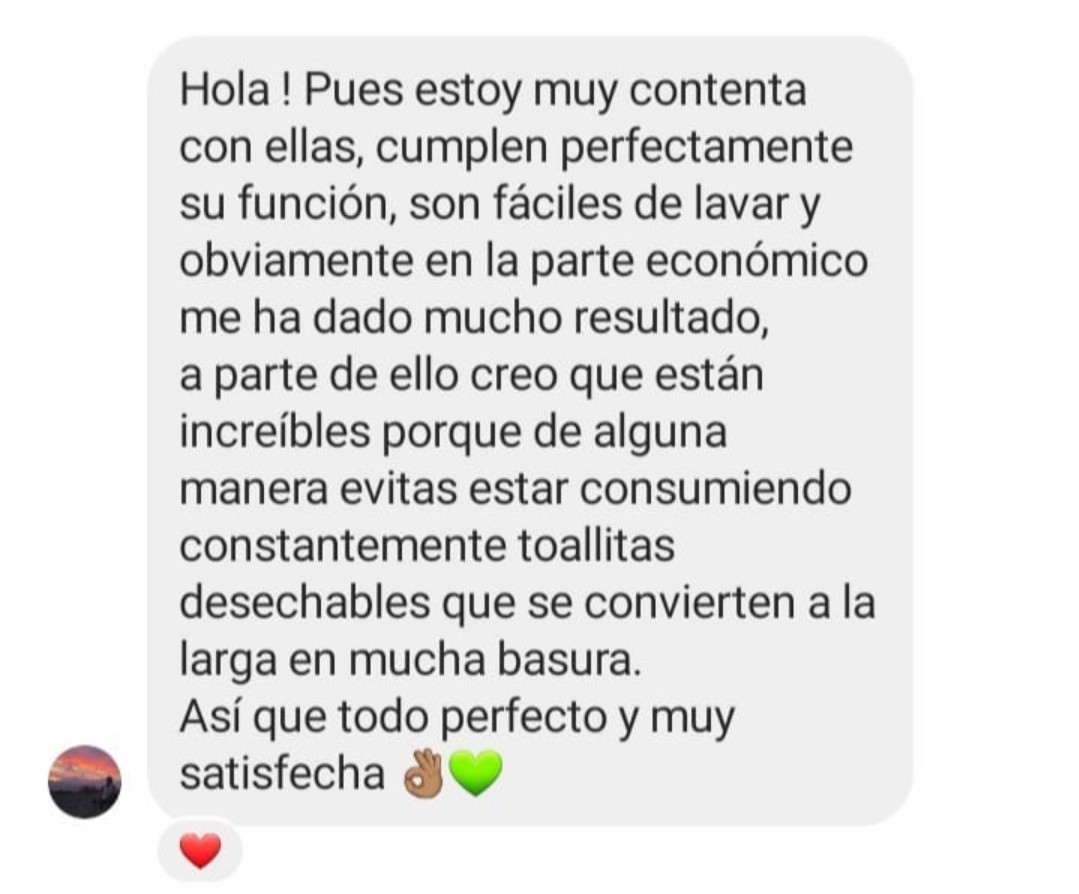 Hola ! Pues estoy muy contenta
con ellas, cumplen perfectamente
su función, son fáciles de lavar y
obviamente en la parte económico
me ha dado mucho resultado,
a parte de ello creo que están
increíbles porque de alguna
manera evitas estar consumiendo
constantemente toallitas
desechables que se convierten a la
larga en mucha basura.
Así que todo perfecto y muy
satisfecha 👌🏽💚
❤️